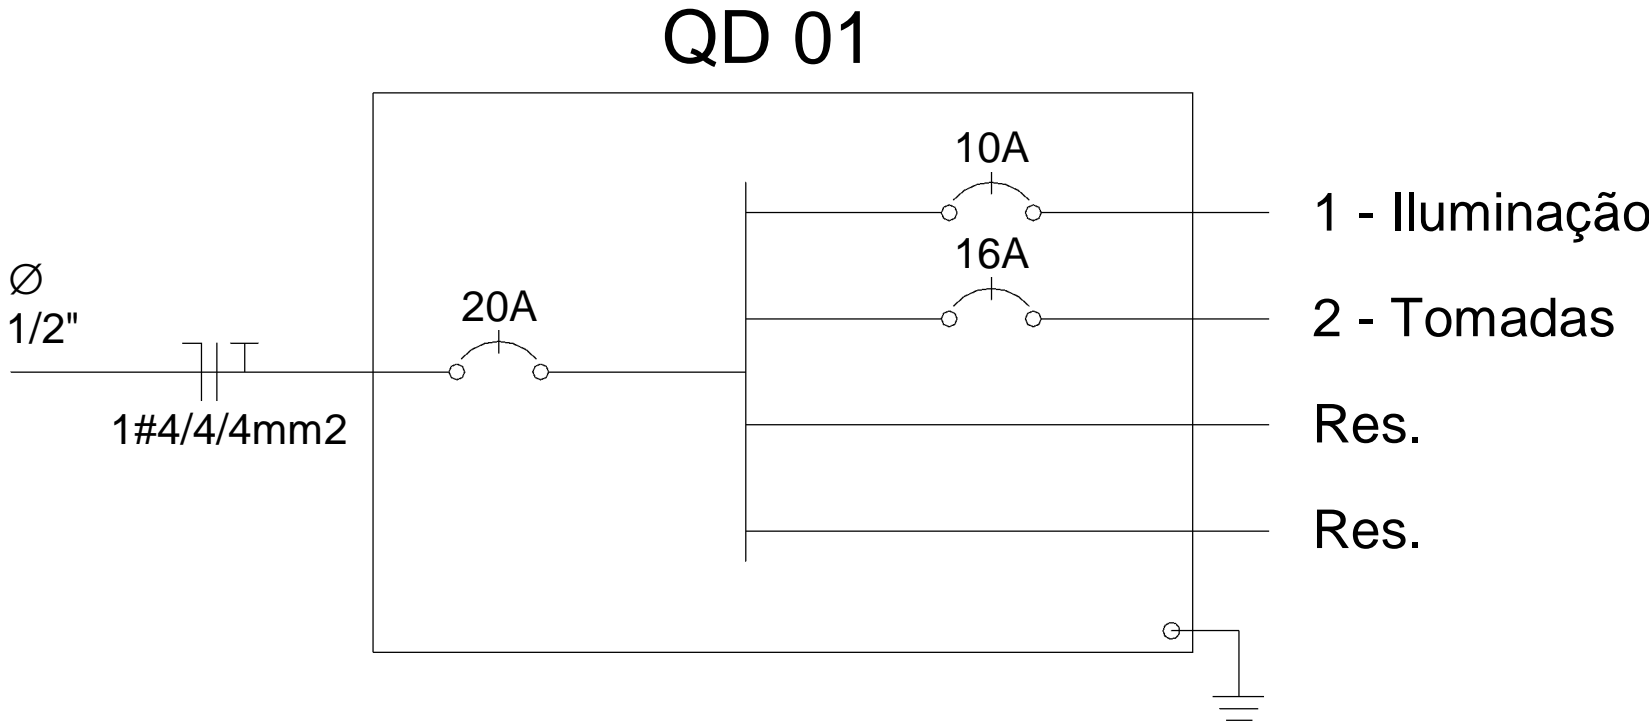 QD 01
10A
1 - Iluminação
16A
Ø
20A
2 - Tomadas
1/2"
1#4/4/4mm2
Res.
Res.